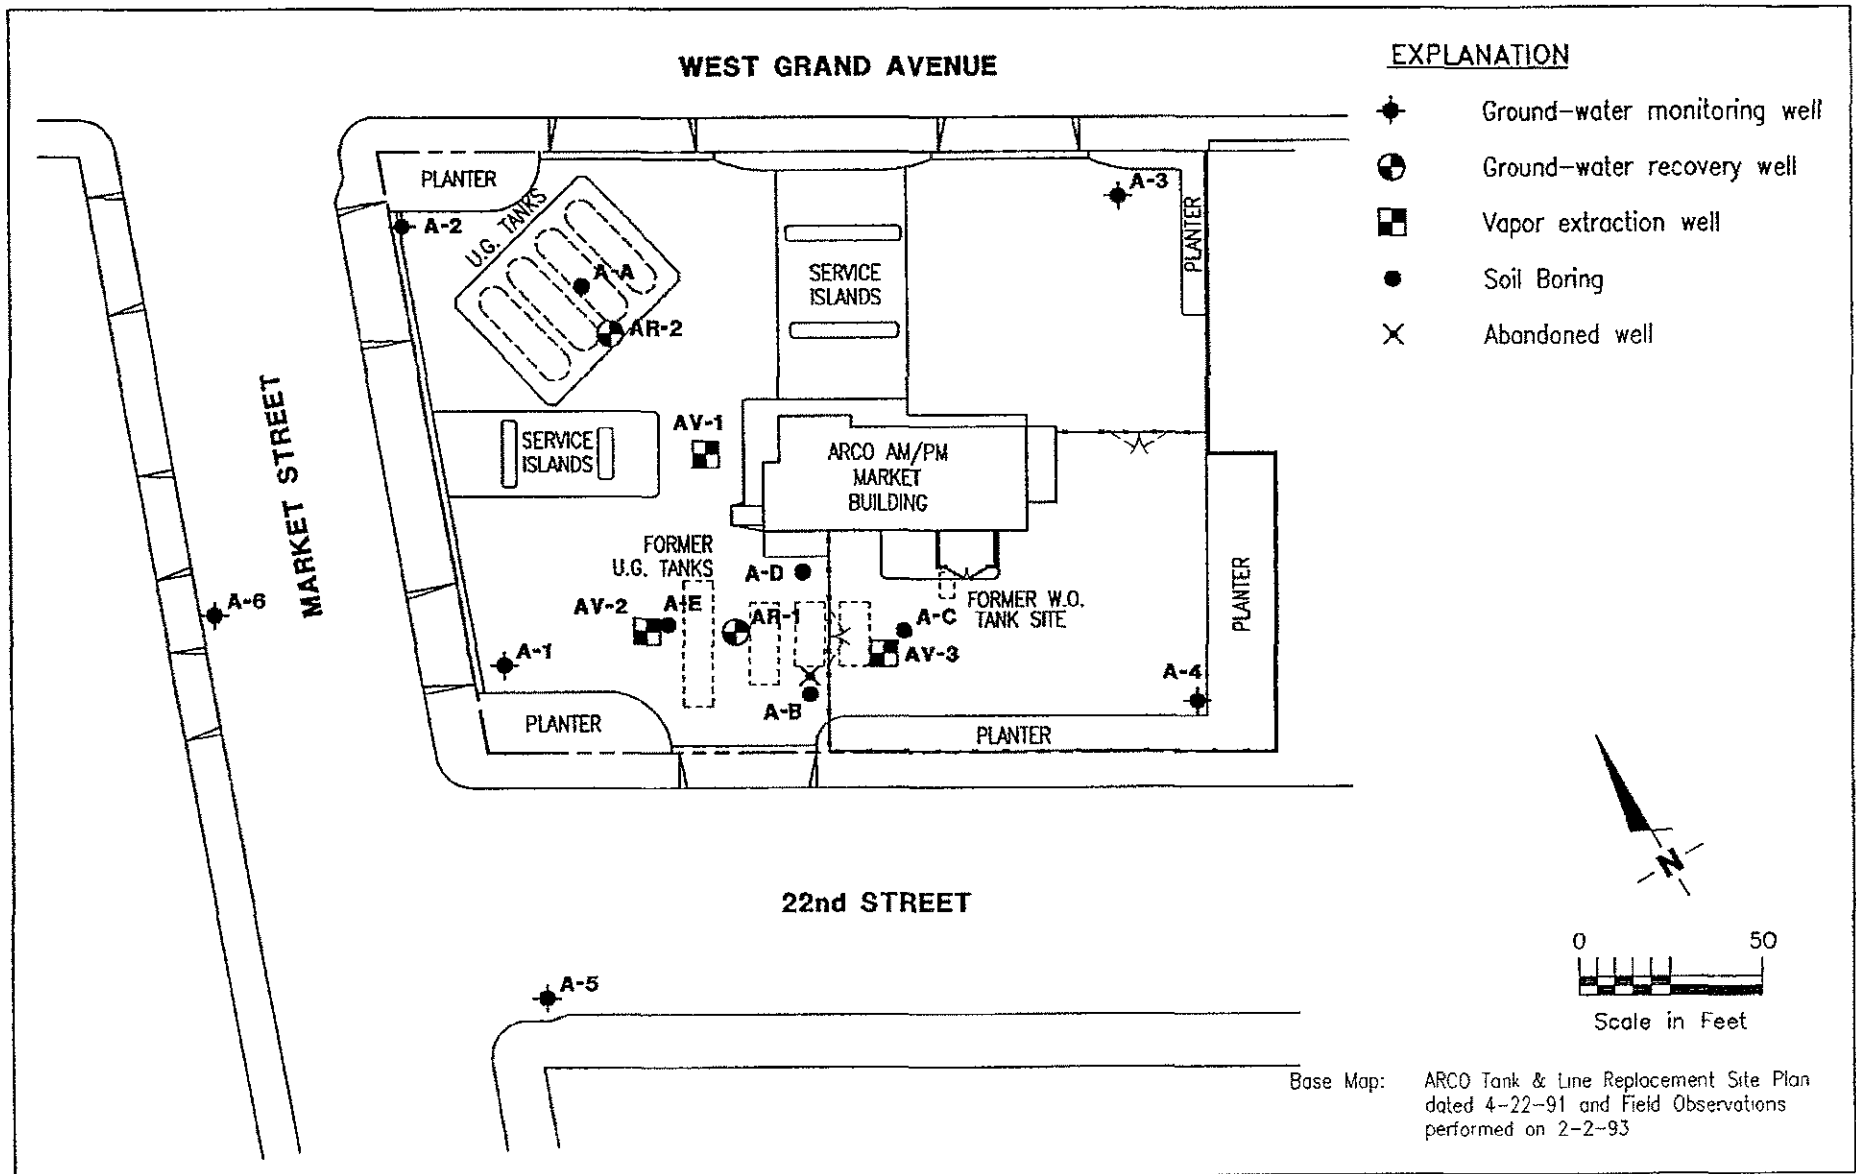 WEST GRAND AVENUE
EXPLANATION
Ground-water monitoring well
Ground-water recovery well
Vapor extraction well
Soil Boring
Abandoned well
PLANTER
A-2
U.G. TANKS
A-A
AR-2
SERVICE
ISLANDS
A-3
PLANTER
MARKET STREET
SERVICE
ISLANDS
AV-1
ARCO AM/PM
MARKET
BUILDING
FORMER
U.G. TANKS
A-D
A-6
AV-2
A-E
AR-1
A-C
FORMER W.O.
TANK SITE
PLANTER
A-1
AV-3
A-4
A-B
PLANTER
PLANTER
N
22nd STREET
A-5
0
50
Scale in Feet
Base Map:
ARCO Tank & Line Replacement Site Plan
dated 4-22-91 and Field Observations
performed on 2-2-93